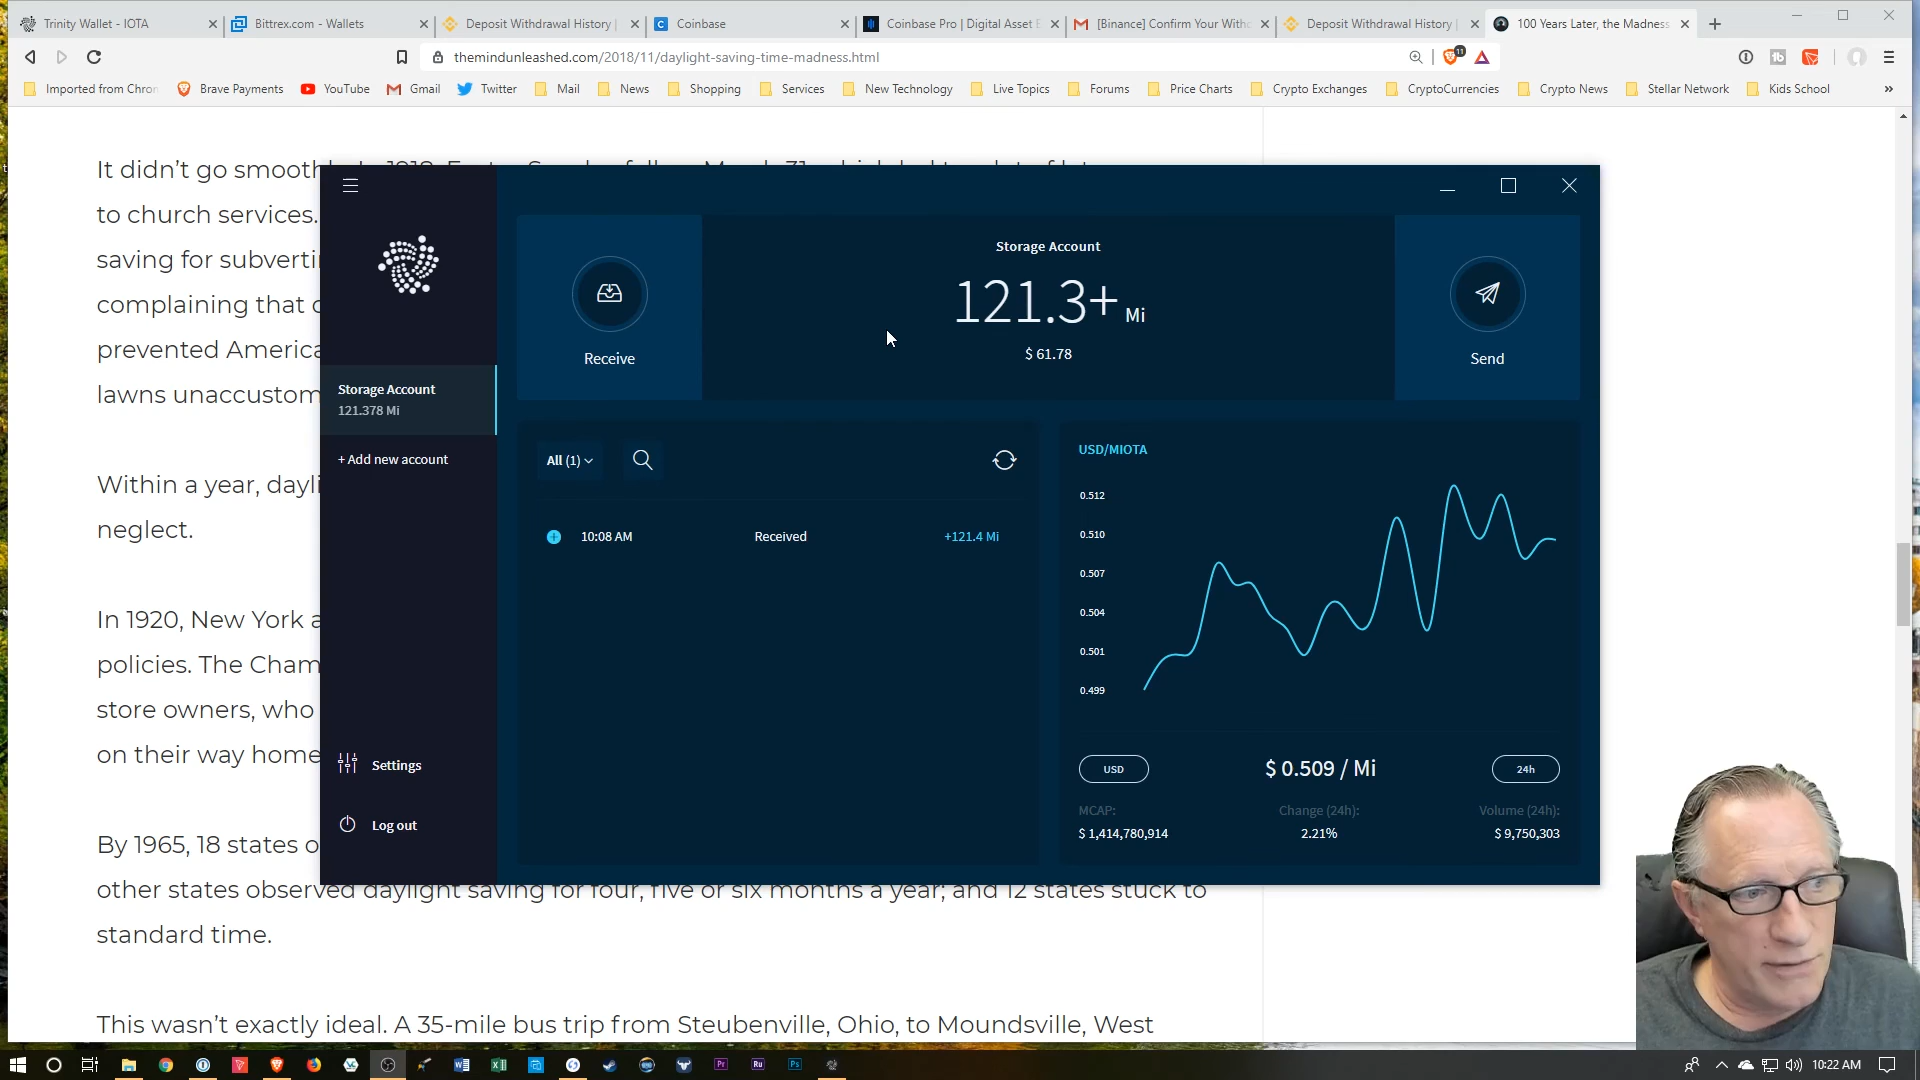 Trinity Wallet - IOTA
Bittrex.com - Wallets
Deposit Withdrawal History |
Coinbase
Coinbase Pro | Digital Asset E
[Binance] Confirm Your With
Deposit Withdrawal History |
100 Years Later, the Madness
themindunleashed.com/2018/11/daylight-saving-time-madness.html
11
Imported from Chron
Brave Payments
YouTube
Gmail
Twitter
Mail
News
Shopping
Services
New Technology
Live Topics
Forums
Price Charts
Crypto Exchanges
CryptoCurrencies
Crypto News
Stellar Network
Kids School
»
It didn’t go smooth
to church services.
saving for subverti
complaining that
prevented America
lawns unaccustom
Within a year, dayli
neglect.
In 1920, New York a
policies. The Cham
store owners, who
on their way home
By 1965, 18 states o
other states observed daylight saving for four, five or six months a year; and 12 states stuck to
standard time.
This wasn’t exactly ideal. A 35-mile bus trip from Steubenville, Ohio, to Moundsville, West
Storage Account
121.378 Mi
+ Add new account
Settings
Log out
Receive
Storage Account
121.3+ Mi
$ 61.78
Send
All (1)
10:08 AM
Received
+121.4 Mi
USD/MIOTA
0.512
0.510
0.507
0.504
0.501
0.499
USD
$ 0.509 / Mi
24h
MCAP:
$ 1,414,780,914
Change (24h):
2.21%
Volume (24h):
$ 9,750,303
10:22 AM